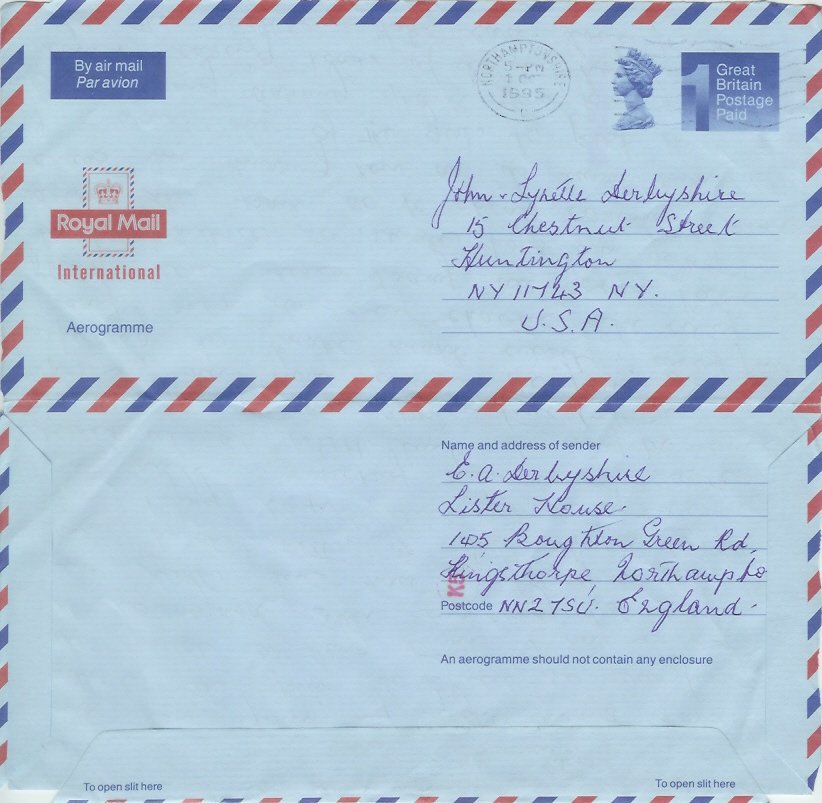 By air mail
Par avion
NORTHAMPTONSHIRE
5-PM
1995
1
Great
Britain
Postage
Paid
Royal Mail
International
Aerogramme
John & Lynette Derbyshire
15 Chestnut Street
Huntington
NY 11743 NY.
U.S.A.
Name and address of sender
E.A. Derbyshire
Lister House.
Boughton Green Rd,
Kingsthorpe, Northampto
Postcode NN2 7SU. England.
An aerogramme should not contain any enclosure
To open slit here
To open slit here